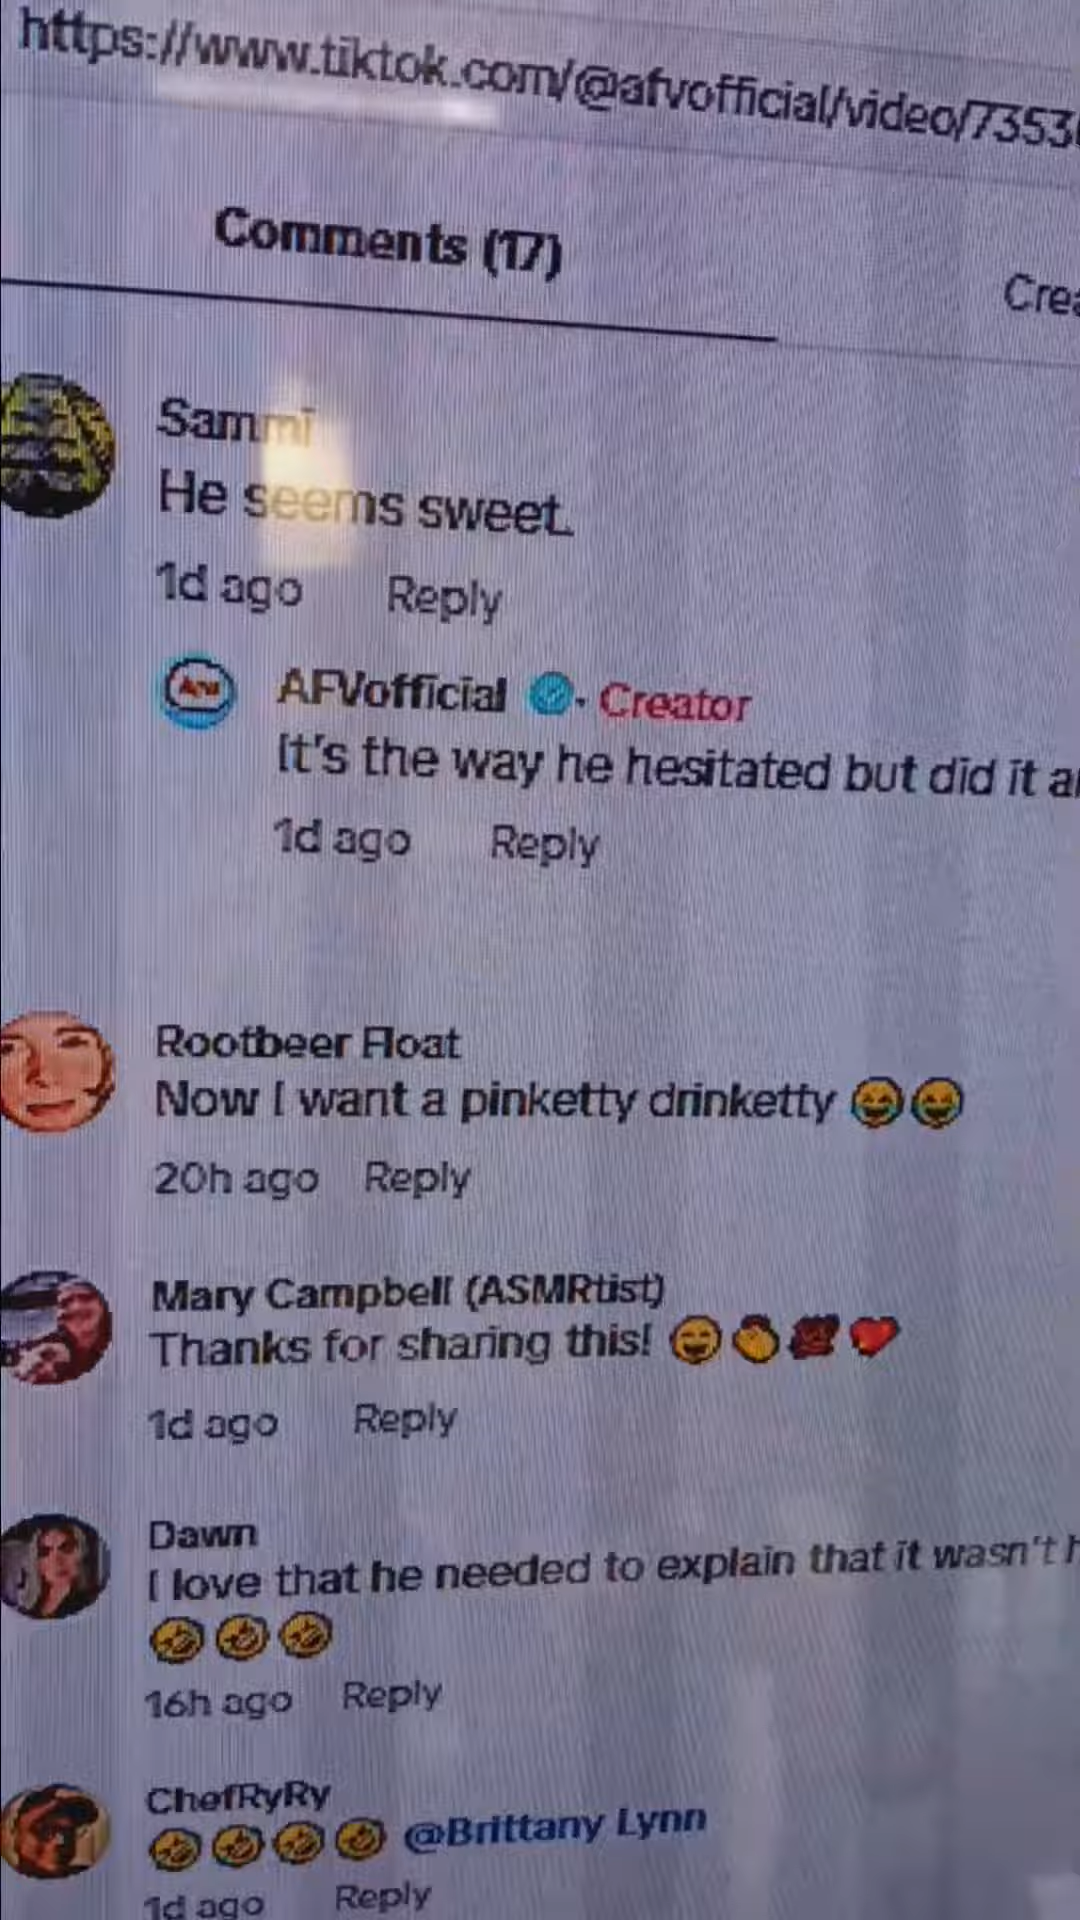 https://www.tiktok.com/@afvofficial/video/7353
Comments (17)
Crea
Sammi
He seems sweet.
1d ago Reply
AFVofficial · Creator
It's the way he hesitated but did it a
1d ago Reply
Rootbeer Float
Now I want a pinketty drinketty 😂😂
20h ago Reply
Mary Campbell (ASMRtist)
Thanks for sharing this! 😄👏💯❤️
1d ago Reply
Dawn
I love that he needed to explain that it wasn't h
🤣🤣🤣
16h ago Reply
ChefRyRy
🤣🤣🤣🤣 @Brittany Lynn
1d ago Reply